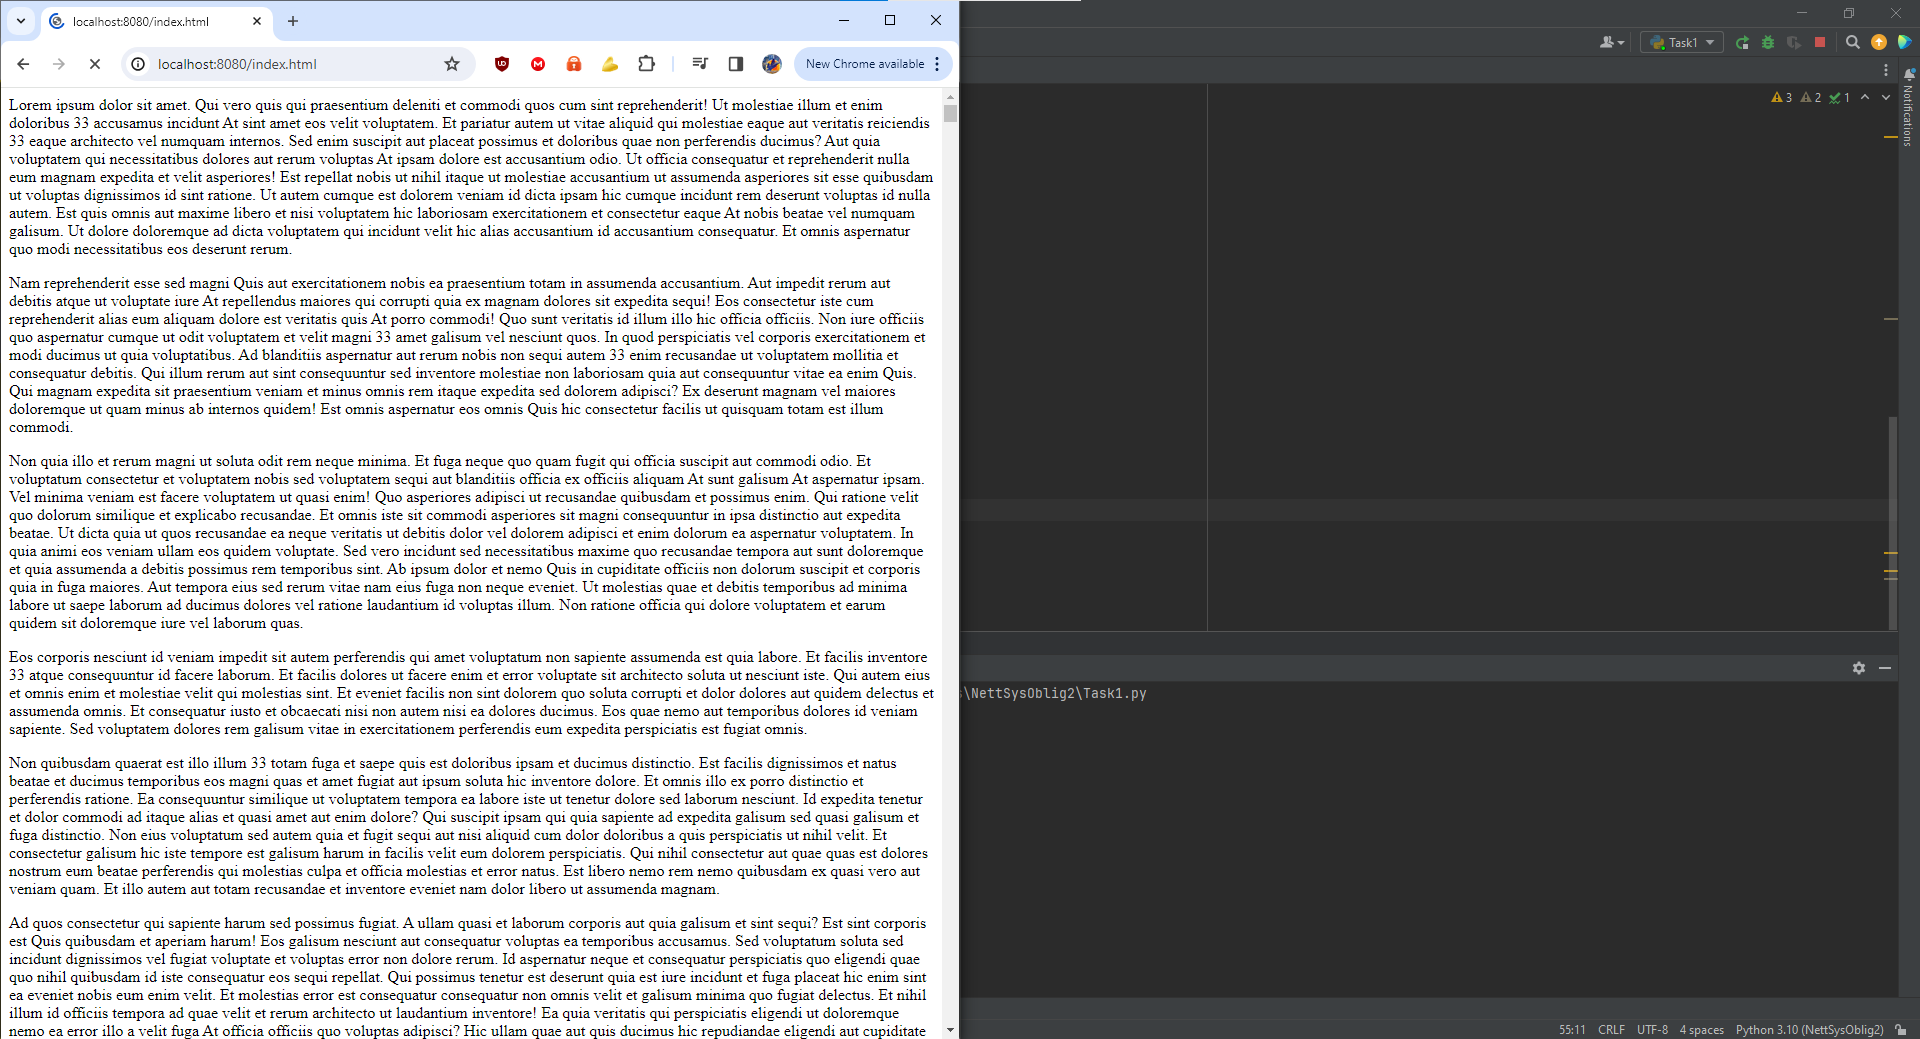 localhost:8080/index.html
localhost:8080/index.html
New Chrome available
Lorem ipsum dolor sit amet. Qui vero quis qui praesentium deleniti et commodi quos cum sint reprehenderit! Ut molestiae illum et enim
doloribus 33 accusamus incidunt At sint amet eos velit voluptatem. Et pariatur autem ut vitae aliquid qui molestiae eaque aut veritatis reiciendis
33 eaque architecto vel numquam internos. Sed enim suscipit aut placeat possimus et doloribus quae non perferendis ducimus? Aut quia
voluptatem qui necessitatibus dolores aut rerum voluptas At ipsam dolore est accusantium odio. Ut officia consequatur et reprehenderit nulla
eum magnam expedita et velit asperiores! Est repellat nobis ut nihil itaque ut molestiae accusantium ut assumenda asperiores sit esse quibusdam
ut voluptas dignissimos id sint ratione. Ut autem cumque est dolorem veniam id dicta ipsam hic cumque incidunt rem deserunt voluptas id nulla
autem. Est quis omnis aut maxime libero et nisi voluptatem hic laboriosam exercitationem et consectetur eaque At nobis beatae vel numquam
galisum. Ut dolore doloremque ad dicta voluptatem qui incidunt velit hic alias accusantium id accusantium consequatur. Et omnis aspernatur
quo modi necessitatibus eos deserunt rerum.
Nam reprehenderit esse sed magni Quis aut exercitationem nobis ea praesentium totam in assumenda accusantium. Aut impedit rerum aut
debitis atque ut voluptate iure At repellendus maiores qui corrupti quia ex magnam dolores sit expedita sequi! Eos consectetur iste cum
reprehenderit alias eum aliquam dolore est veritatis quis At porro commodi! Quo sunt veritatis id illum illo hic officia officiis. Non iure officiis
quo aspernatur cumque ut odit voluptatem et velit magni 33 amet galisum vel nesciunt quos. In quod perspiciatis vel corporis exercitationem et
modi ducimus ut quia voluptatibus. Ad blanditiis aspernatur aut rerum nobis non sequi autem 33 enim recusandae ut voluptatem mollitia et
consequatur debitis. Qui illum rerum aut sint consequuntur sed inventore molestiae non laboriosam quia aut consequuntur vitae ea enim Quis.
Qui magnam expedita sit praesentium veniam et minus omnis rem itaque expedita sed dolorem adipisci? Ex deserunt magnam vel maiores
doloremque ut quam minus ab internos quidem! Est omnis aspernatur eos omnis Quis hic consectetur facilis ut quisquam totam est illum
commodi.
Non quia illo et rerum magni ut soluta odit rem neque minima. Et fuga neque quo quam fugit qui officia suscipit aut commodi odio. Et
voluptatum consectetur et voluptatem nobis sed voluptatem sequi aut blanditiis officia ex officiis aliquam At sunt galisum At aspernatur ipsam.
Vel minima veniam est facere voluptatem ut quasi enim! Quo asperiores adipisci ut recusandae quibusdam et possimus enim. Qui ratione velit
quo dolorum similique et explicabo recusandae. Et omnis iste sit commodi asperiores sit magni consequuntur in ipsa distinctio aut expedita
beatae. Ut dicta quia ut quos recusandae ea neque veritatis ut debitis dolor vel dolorem adipisci et enim dolorum ea aspernatur voluptatem. In
quia animi eos veniam ullam eos quidem voluptate. Sed vero incidunt sed necessitatibus maxime quo recusandae tempora aut sunt doloremque
et quia assumenda a debitis possimus rem temporibus sint. Ab ipsum dolor et nemo Quis in cupiditate officiis non dolorum suscipit et corporis
quia in fuga maiores. Aut tempora eius sed rerum vitae nam eius fuga non neque eveniet. Ut molestias quae et debitis temporibus ad minima
labore ut saepe laborum ad ducimus dolores vel ratione laudantium id voluptas illum. Non ratione officia qui dolore voluptatem et earum
quidem sit doloremque iure vel laborum quas.
Eos corporis nesciunt id veniam impedit sit autem perferendis qui amet voluptatum non sapiente assumenda est quia labore. Et facilis inventore
33 atque consequuntur id facere laborum. Et facilis dolores ut facere enim et error voluptate sit architecto soluta ut nesciunt iste. Qui autem eius
et omnis enim et molestiae velit qui molestias sint. Et eveniet facilis non sint dolorem quo soluta corrupti et dolor dolores aut quidem delectus et
assumenda omnis. Et consequatur iusto et obcaecati nisi non autem nisi ea dolores ducimus. Eos quae nemo aut temporibus dolores id veniam
sapiente. Sed voluptatem dolores rem galisum vitae in exercitationem perferendis eum expedita perspiciatis est fugiat omnis.
Non quibusdam quaerat est illo illum 33 totam fuga et saepe quis est doloribus ipsam et ducimus distinctio. Est facilis dignissimos et natus
beatae et ducimus temporibus eos magni quas et amet fugiat aut ipsum soluta hic inventore dolore. Et omnis illo ex porro distinctio et
perferendis ratione. Ea consequuntur similique ut voluptatem tempora ea labore iste ut tenetur dolore sed laborum nesciunt. Id expedita tenetur
et dolor commodi ad itaque alias et quasi amet aut enim dolore? Qui suscipit ipsam qui quia sapiente ad expedita galisum sed quasi galisum et
fuga distinctio. Non eius voluptatum sed autem quia et fugit sequi aut nisi aliquid cum dolor doloribus a quis perspiciatis ut nihil velit. Et
consectetur galisum hic iste tempore est galisum harum in facilis velit eum dolorem perspiciatis. Qui nihil consectetur aut quae quas est dolores
nostrum eum beatae perferendis qui molestias culpa et officia molestias et error natus. Est libero nemo rem nemo quibusdam ex quasi vero aut
veniam quam. Et illo autem aut totam recusandae et inventore eveniet nam dolor libero ut assumenda magnam.
Ad quos consectetur qui sapiente harum sed possimus fugiat. A ullam quasi et laborum corporis aut quia galisum et sint sequi? Est sint corporis
est Quis quibusdam et aperiam harum! Eos galisum nesciunt aut consequatur voluptas ea temporibus accusamus. Sed voluptatum soluta sed
incidunt dignissimos vel fugiat voluptate et voluptas error non dolore rerum. Id aspernatur neque et consequatur perspiciatis quo eligendi quae
quo nihil quibusdam id iste consequatur eos sequi repellat. Qui possimus tenetur est deserunt quia est iure incidunt et fuga placeat hic enim sint
ea eveniet nobis eum enim velit. Et molestias error est consequatur consequatur non omnis velit et galisum minima quo fugiat delectus. Et nihil
illum id officiis tempora ad quae velit et rerum architecto ut laudantium inventore! Ea quia veritatis qui perspiciatis eligendi ut doloremque
nemo ea error illo a velit fuga At officia officiis quo voluptas adipisci? Hic ullam quae aut quis ducimus hic repudiandae eligendi aut cupiditate
Task1
3 2 1
Notifications
\NettSysOblig2\Task1.py
55:11 CRLF UTF-8 4 spaces Python 3.10 (NettSysOblig2)